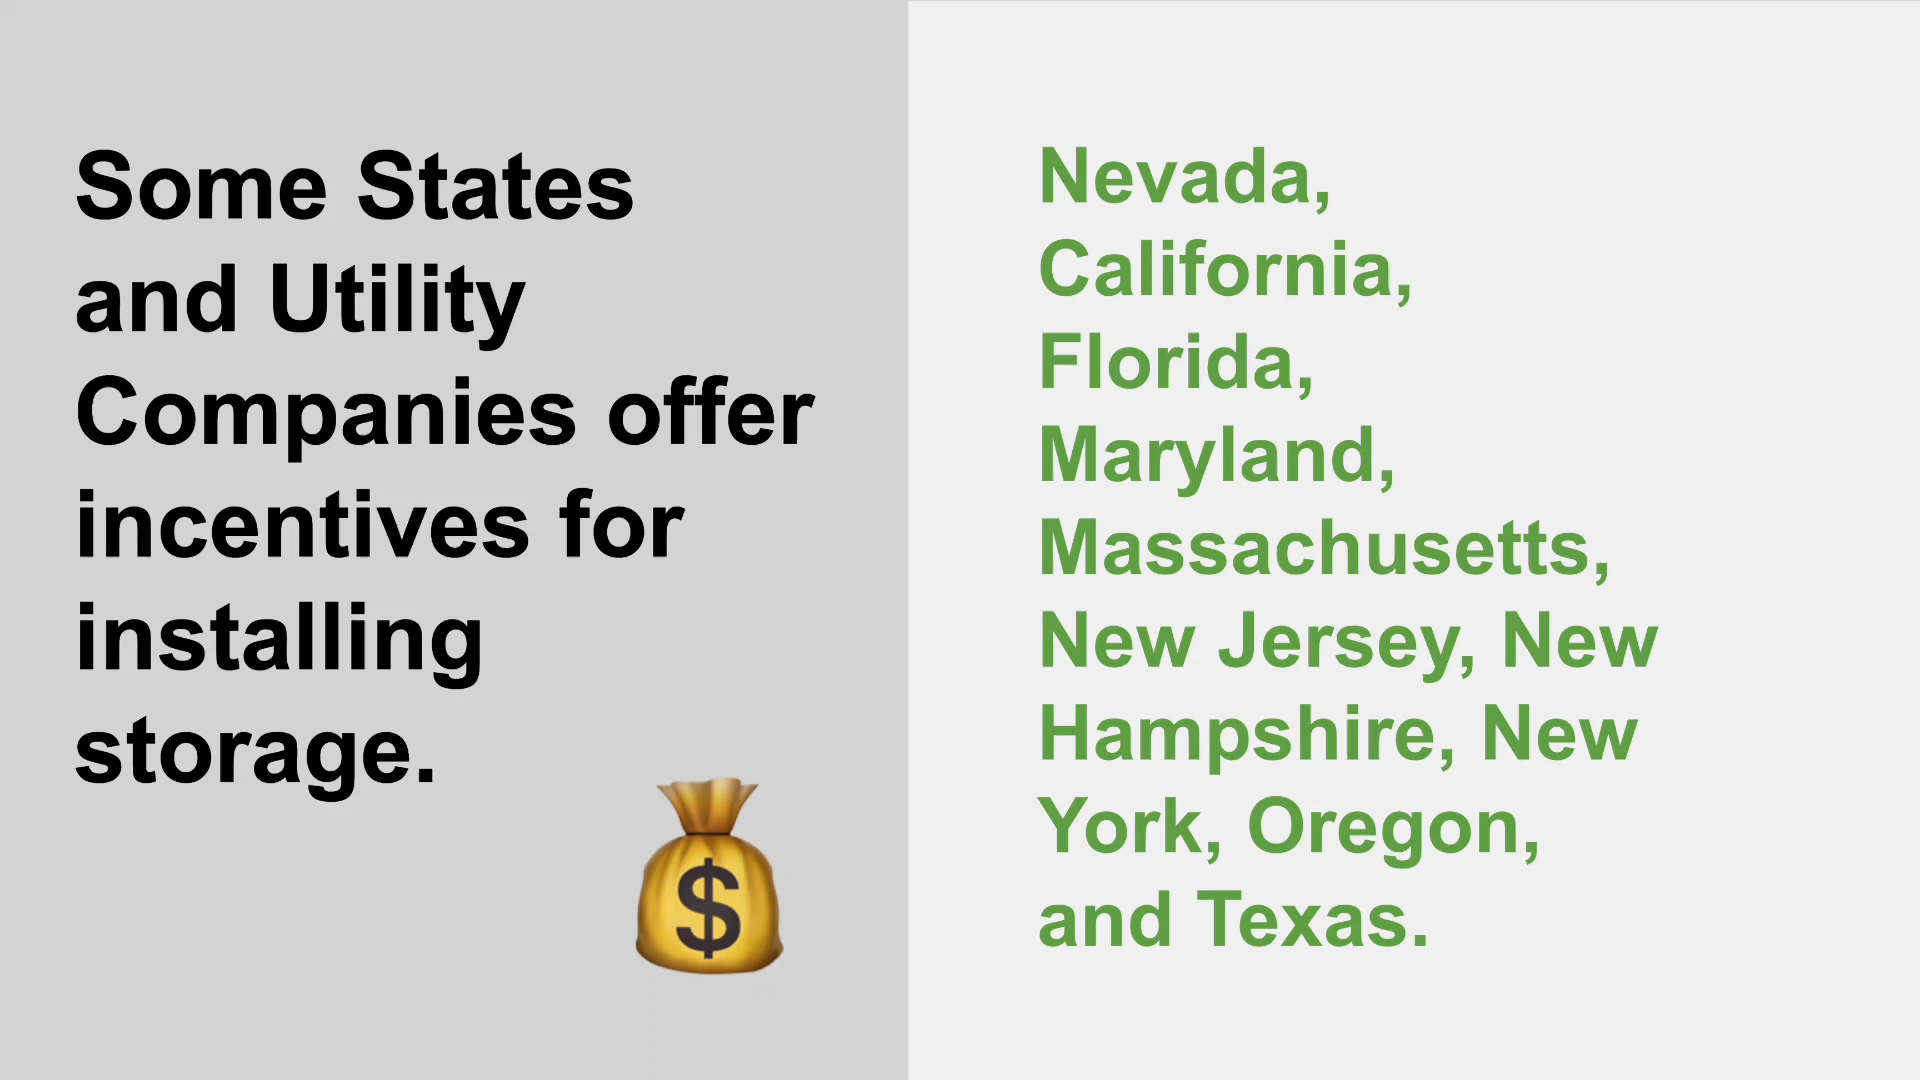 Some States
and Utility
Companies offer
incentives for
installing
storage.
$
Nevada,
California,
Florida,
Maryland,
Massachusetts,
New Jersey, New
Hampshire, New
York, Oregon,
and Texas.